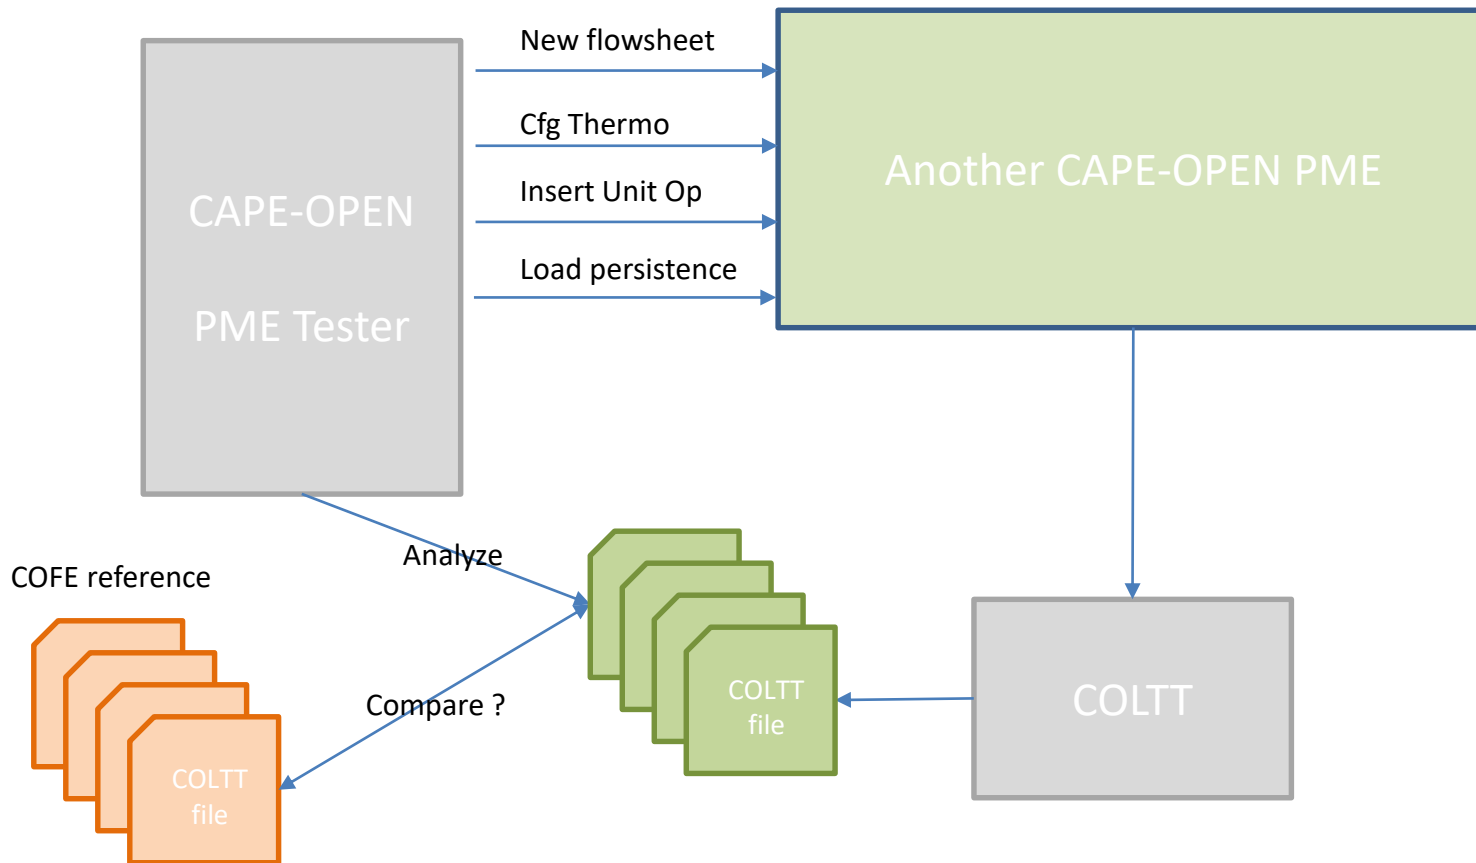 New flowsheet
Cfg Thermo
Insert Unit Op
Load persistence
CAPE-OPEN
PME Tester
Another CAPE-OPEN PME
Analyze
COFE reference
Compare ?
COLTT
file
COLTT
file
COLTT